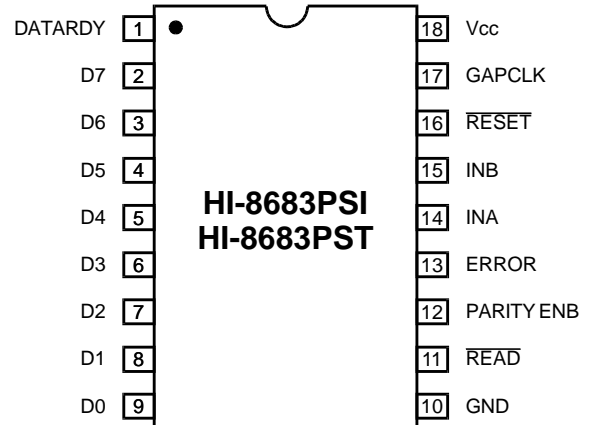 DATARDY 1 18 Vcc
D7 2 17 GAPCLK
D6 3 16 RESET
D5 4 15 INB
HI-8683PSI
D4 5 14 INA
HI-8683PST
D3 6 13 ERROR
D2 7 12 PARITY ENB
D1 8 11 READ
D0 9 10 GND